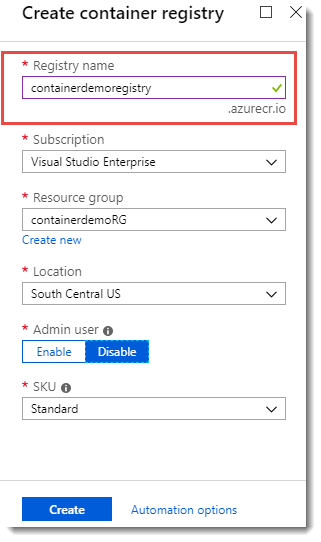 Create container registry
* Registry name
containerdemoregistry
.azurecr.io
* Subscription
Visual Studio Enterprise
* Resource group
containerdemoRG
Create new
* Location
South Central US
* Admin user
Enable Disable
* SKU
Standard
Create Automation options